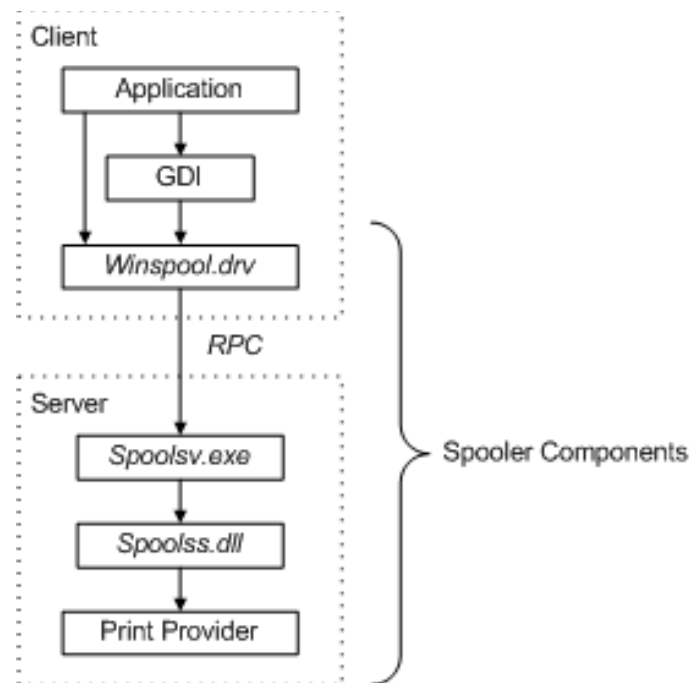 Client
Application
GDI
Winspool.drv
RPC
Server
Spoolsv.exe
Spoolss.dll
Print Provider
Spooler Components